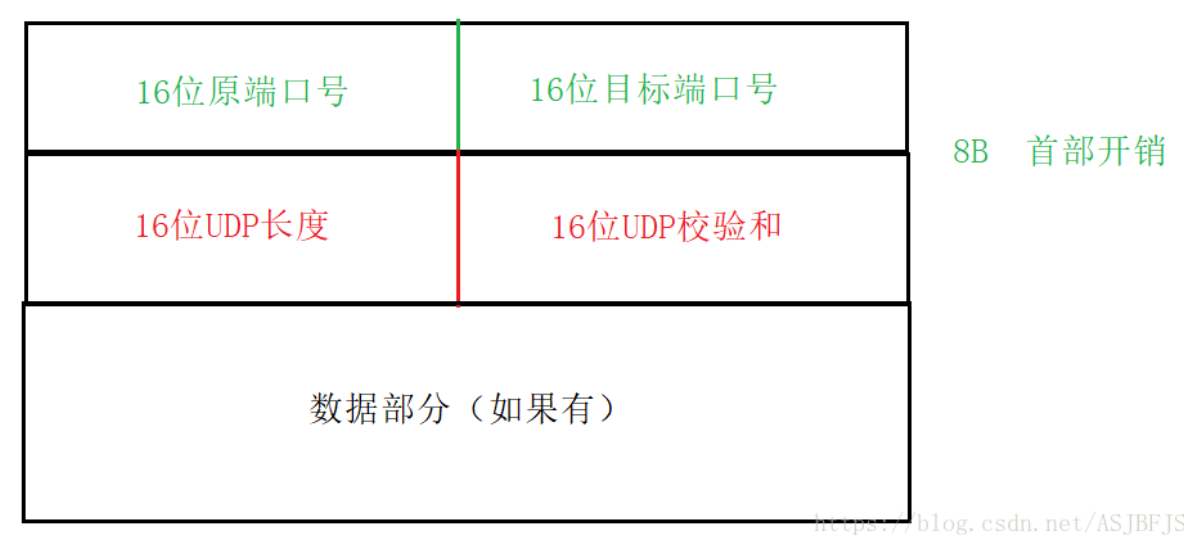 16位原端口号
16位目标端口号
8B 首部开销
16位UDP长度
16位UDP校验和
数据部分（如果有）
https://blog.csdn.net/ASJBFJS